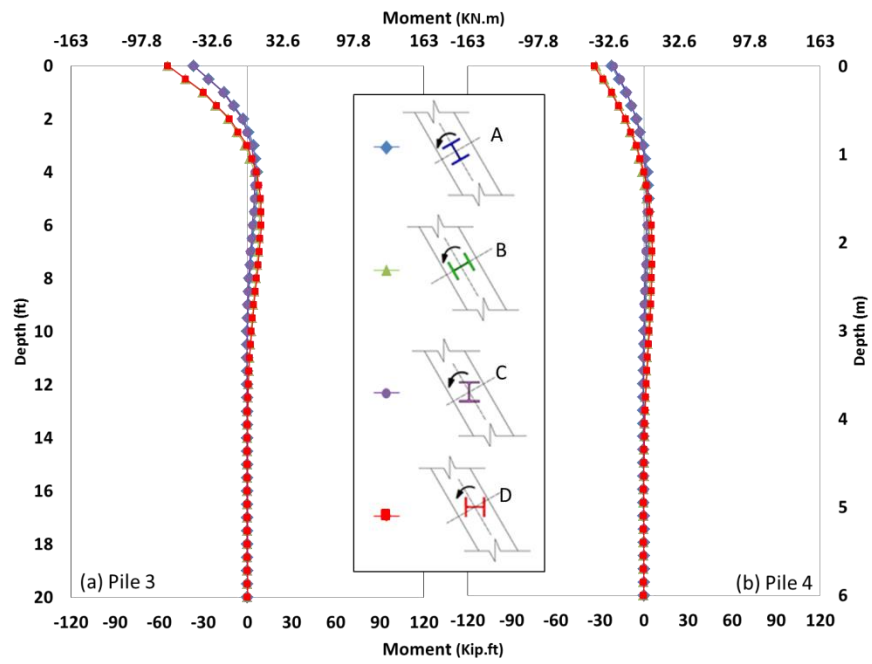 Moment (KN.m)
-163 -97.8 -32.6 32.6 97.8 163 -163 -97.8 -32.6 32.6 97.8 163
0
2
4
6
8
10
12
14
16
18
20
Depth (ft)
A
B
C
D
0
1
2
3
4
5
6
Depth (m)
(a) Pile 3
(b) Pile 4
-120 -90 -60 -30 0 30 60 90 120 -120 -90 -60 -30 0 30 60 90 120
Moment (Kip.ft)